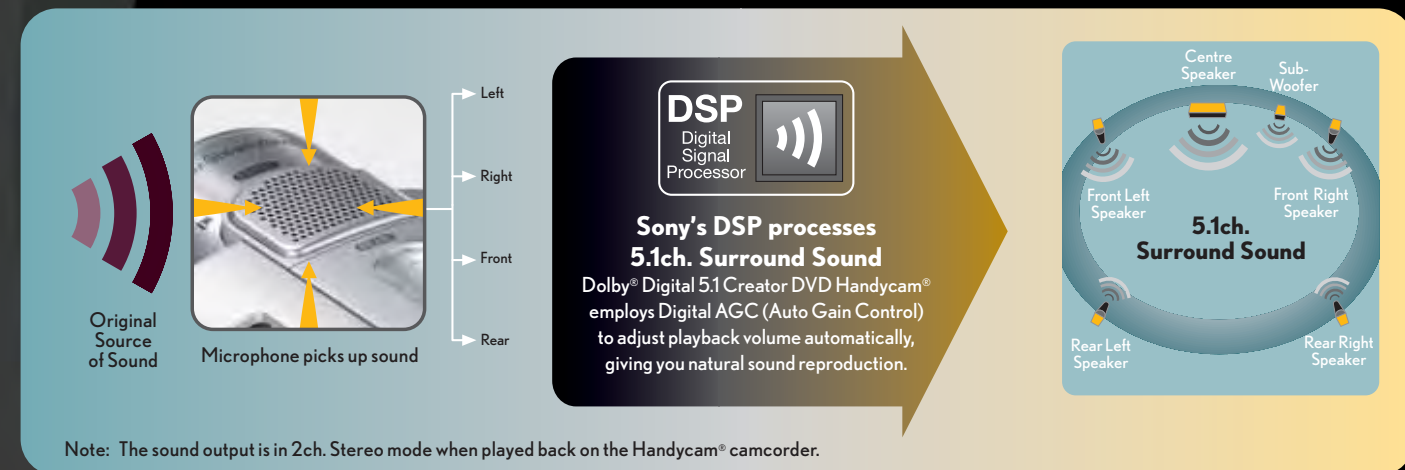 Original
Source
of Sound
Microphone picks up sound
Left
Right
Front
Rear
DSP
Digital
Signal
Processor
Sony's DSP processes
5.1ch. Surround Sound
Dolby® Digital 5.1 Creator DVD Handycam®
employs Digital AGC (Auto Gain Control)
to adjust playback volume automatically,
giving you natural sound reproduction.
Centre
Speaker
Sub-
Woofer
Front Left
Speaker
Front Right
Speaker
5.1ch.
Surround Sound
Rear Left
Speaker
Rear Right
Speaker
Note: The sound output is in 2ch. Stereo mode when played back on the Handycam® camcorder.